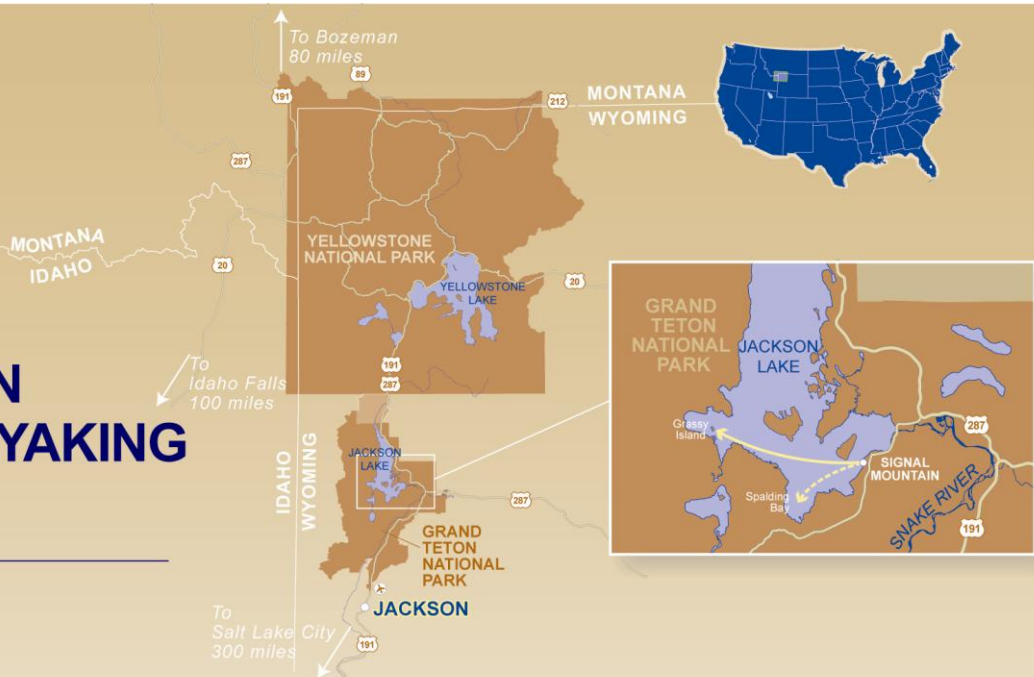 To Bozeman
80 miles
89
191
212
MONTANA
WYOMING
287
MONTANA
IDAHO
20
YELLOWSTONE
NATIONAL PARK
YELLOWSTONE
LAKE
20
191
287
To
Idaho Falls
100 miles
N
YAKING
IDAHO
WYOMING
JACKSON
LAKE
287
GRAND
TETON
NATIONAL
PARK
JACKSON
To
Salt Lake City
300 miles
191
GRAND
TETON
NATIONAL
PARK
JACKSON
LAKE
Grassy
Island
287
SIGNAL
MOUNTAIN
Spalding
Bay
SNAKE RIVER
191